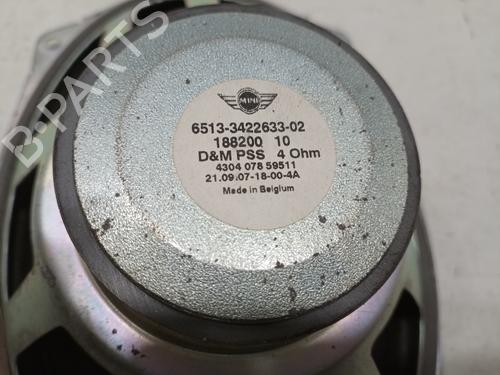 MINI
6513-3422633-02
188200 10
D&M PSS 4 Ohm
4304 078 59511
21.09.07-18-00-4A
Made in Belgium
B-PARTS